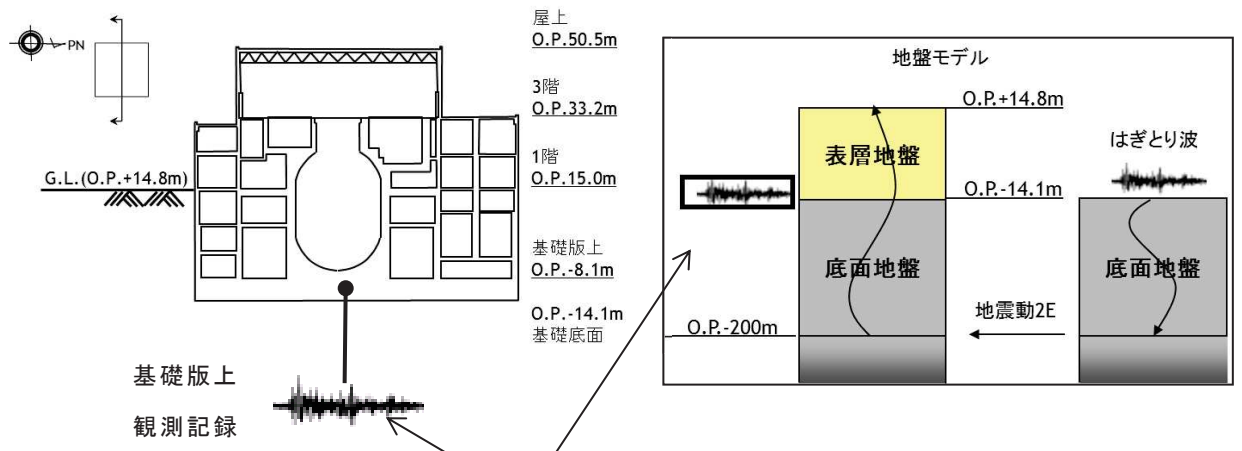 PN
屋上
O.P.50.5m
3階
O.P.33.2m
1階
O.P.15.0m
G.L.(O.P.+14.8m)
基礎版上
O.P.-8.1m
O.P.-14.1m
基礎底面
基礎版上
観測記録
地盤モデル
O.P.+14.8m
表層地盤
はぎとり波
O.P.-14.1m
底面地盤
底面地盤
地震動2E
O.P.-200m